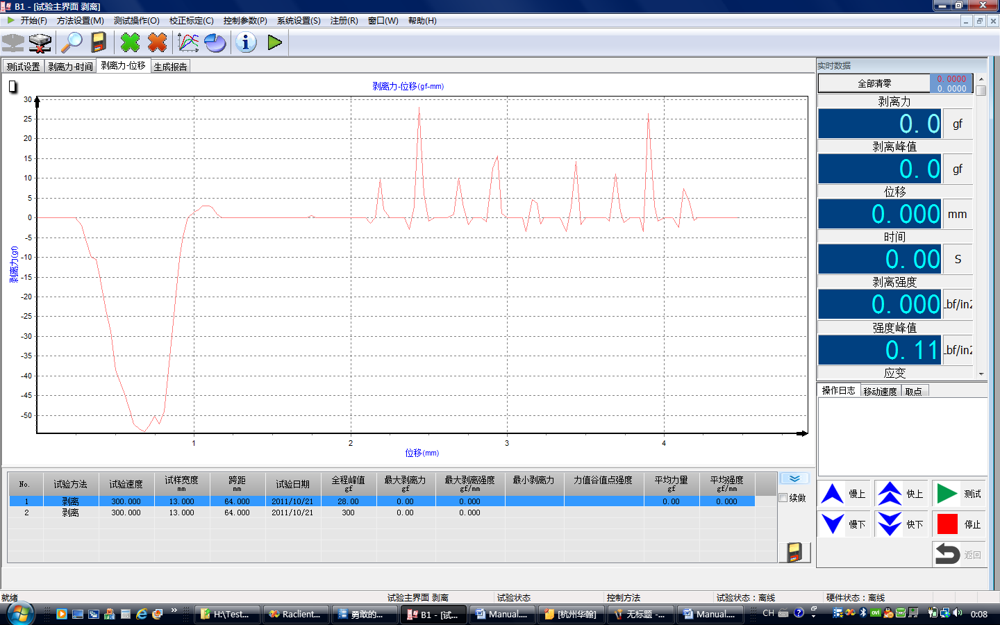 B1 - [试验主界面 剥离]
开始(F) 方法设置(M) 测试操作(O) 校正标定(C) 控制参数(P) 系统设置(S) 注册(R) 窗口(W) 帮助(H)
测试设置 剥离力-时间 剥离力-位移 生成报告
剥离力-位移(gf-mm)
30
25
20
15
10
5
0
-5
-10
-15
-20
-25
-30
-35
-40
-45
-50
剥离力(gf)
1 2 3 4
位移(mm)
No. 试验方法 试验速度 试样宽度 mm 跨距 mm 试验日期 全程峰值 gf 最大剥离力 gf 最大剥离强度 gf/mm 最小剥离力 力值谷值点强度 平均力量 gf 平均强度 gf/mm
1 剥离 300.000 13.000 64.000 2011/10/21 28.00 0.00 0.000 0.00 0.000
2 剥离 300.000 13.000 64.000 2011/10/21 300 0.00 0.000
续做
实时数据
全部清零 0.0000
0.0000
剥离力
0.0 gf
剥离峰值
0.0 gf
位移
0.000 mm
时间
0.00 S
剥离强度
0.000 Lbf/in2
强度峰值
0.11 Lbf/in2
应变
操作日志 移动速度 取点
慢上 快上 测试
慢下 快下 停止
返回
就绪 试验主界面 剥离 试验状态 控制方法 试验状态：离线 硬件状态：离线
H:\Test... Raclient... 勇敢的... B1 - [试... Manual.... [杭州华翰] 无标题 -... Manual.... CH ovi 0:08